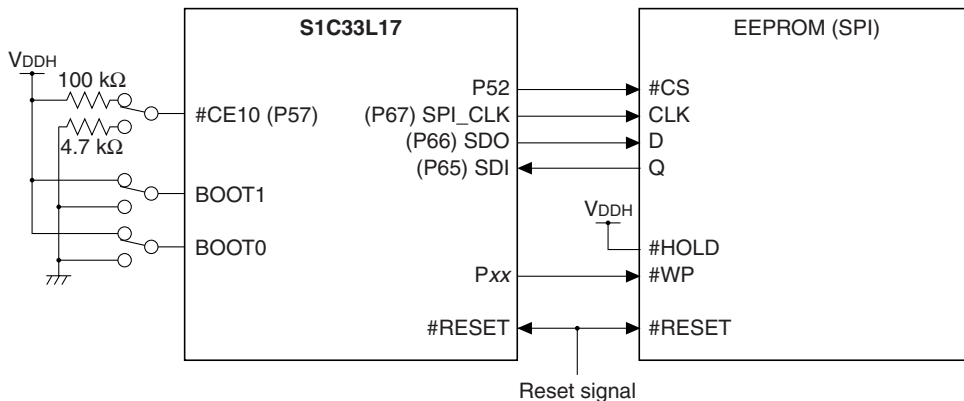 S1C33L17
EEPROM (SPI)
VDDH
100 kΩ
#CE10 (P57)
4.7 kΩ
BOOT1
BOOT0
P52
(P67) SPI_CLK
(P66) SDO
(P65) SDI
Pxx
#RESET
#CS
CLK
D
Q
VDDH
#HOLD
#WP
#RESET
Reset signal